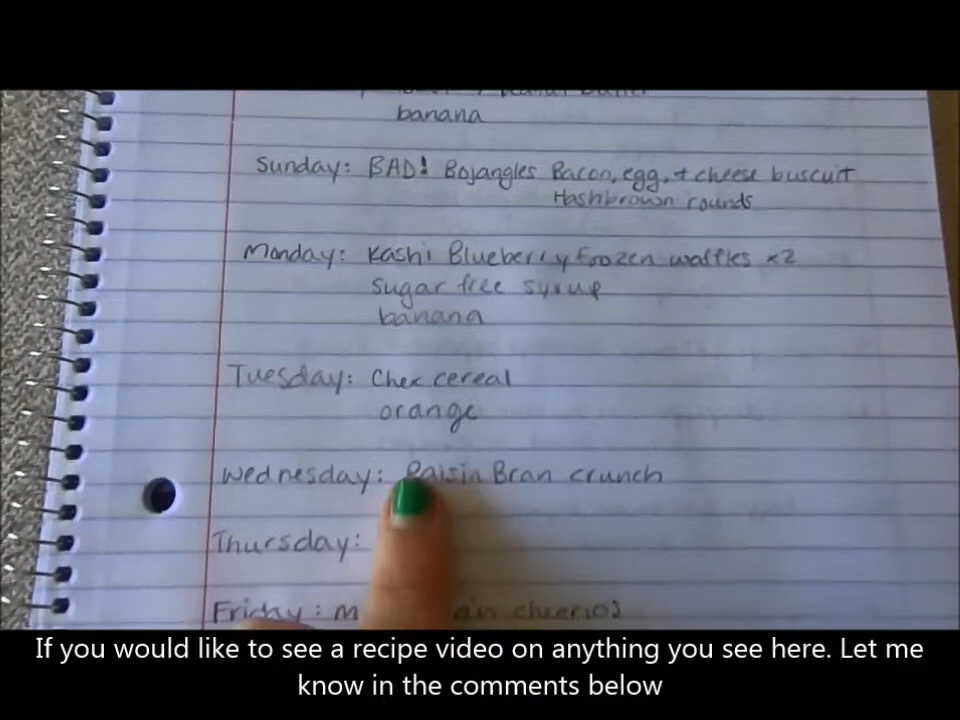 banana
Sunday: BAD! Bojangles Bacon, egg, + cheese buscuit
Hashbrown rounds
Monday: Kashi Blueberry frozen waffles x2
sugar free syrup
banana
Tuesday: Chex cereal
orange
Wednesday: Raisin Bran crunch
Thursday:
Friday: cheerios
If you would like to see a recipe video on anything you see here. Let me
know in the comments below